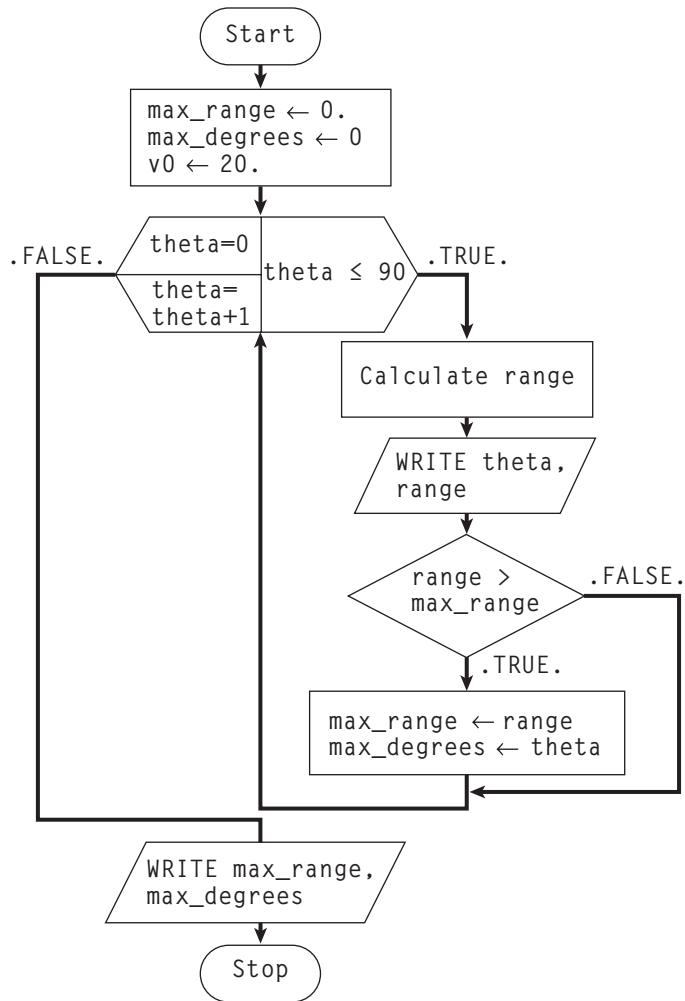 Start
max_range ← 0.
max_degrees ← 0
v0 ← 20.
.FALSE.
theta=0
theta=
theta+1
theta ≤ 90
.TRUE.
Calculate range
WRITE theta,
range
range >
max_range
.FALSE.
.TRUE.
max_range ← range
max_degrees ← theta
WRITE max_range,
max_degrees
Stop